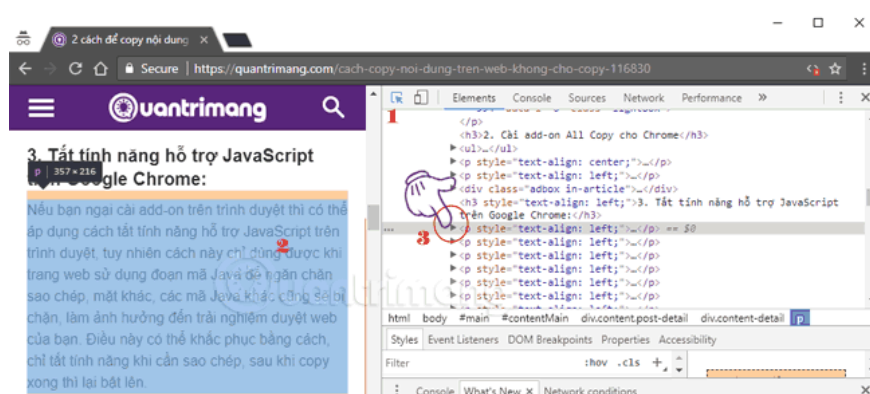 2 cách để copy nội dung ×
Secure | https://quantrimang.com/cach-copy-noi-dung-tren-web-khong-cho-copy-116830
Quantrimang
3. Tắt tính năng hỗ trợ JavaScript
Google Chrome:
p | 357 × 216
Nếu bạn ngại cài add-on trên trình duyệt thì có thể
áp dụng cách tắt tính năng hỗ trợ JavaScript trên
trình duyệt, tuy nhiên cách này chỉ dùng được khi
trang web sử dụng đoạn mã Java để ngăn chặn
sao chép, mặt khác, các mã Java khác cũng sẽ bị
chặn, làm ảnh hưởng đến trải nghiệm duyệt web
của bạn. Điều này có thể khắc phục bằng cách,
chỉ tắt tính năng khi cần sao chép, sau khi copy
xong thì lại bật lên.
2
Elements Console Sources Network Performance »
1
</p>
<h3>2. Cài add-on All Copy cho Chrome</h3>
<ul>…</ul>
<p style="text-align: center;">…</p>
<p style="text-align: left;">…</p>
<div class="adbox in-article">…</div>
<h3 style="text-align: left;">3. Tắt tính năng hỗ trợ JavaScript
trên Google Chrome:</h3>
... <p style="text-align: left;">…</p> == $0
3
<p style="text-align: left;">…</p>
<p style="text-align: left;">…</p>
<p style="text-align: left;">…</p>
<p style="text-align: left;">…</p>
Quantrimang
html body #main #contentMain div.content.post-detail div.content-detail p
Styles Event Listeners DOM Breakpoints Properties Accessibility
Filter :hov .cls +
Console What's New × Network conditions